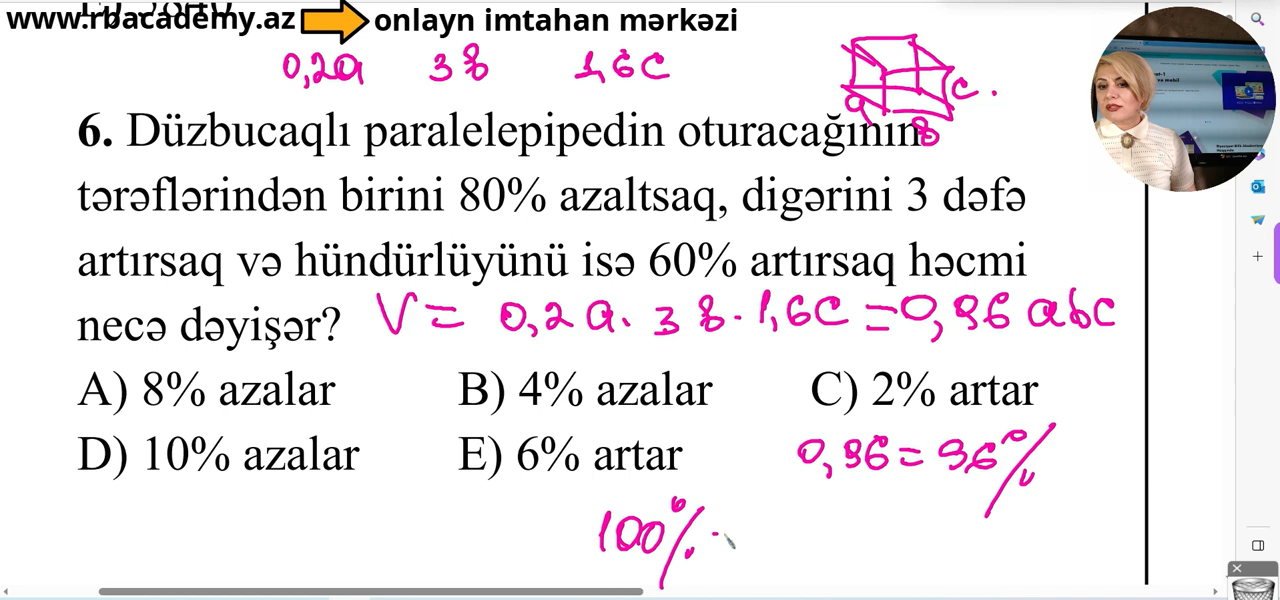 www.rbacademy.az onlayn imtahan mərkəzi
0,2a 3b 1,6c
a b c
6. Düzbucaqlı paralelepipedin oturacağının
tərəflərindən birini 80% azaltsaq, digərini 3 dəfə
artırsaq və hündürlüyünü isə 60% artırsaq həcmi
necə dəyişər? V = 0,2a · 3b · 1,6c = 0,96 abc
A) 8% azalar B) 4% azalar C) 2% artar
D) 10% azalar E) 6% artar 0,96 = 96%
100% -